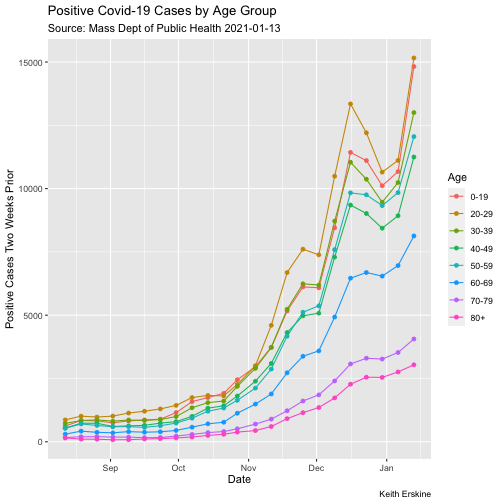 Positive Covid-19 Cases by Age Group
Source: Mass Dept of Public Health 2021-01-13
Positive Cases Two Weeks Prior
15000
10000
5000
0
Sep
Oct
Nov
Dec
Jan
Date
Age
0-19
20-29
30-39
40-49
50-59
60-69
70-79
80+
Keith Erskine